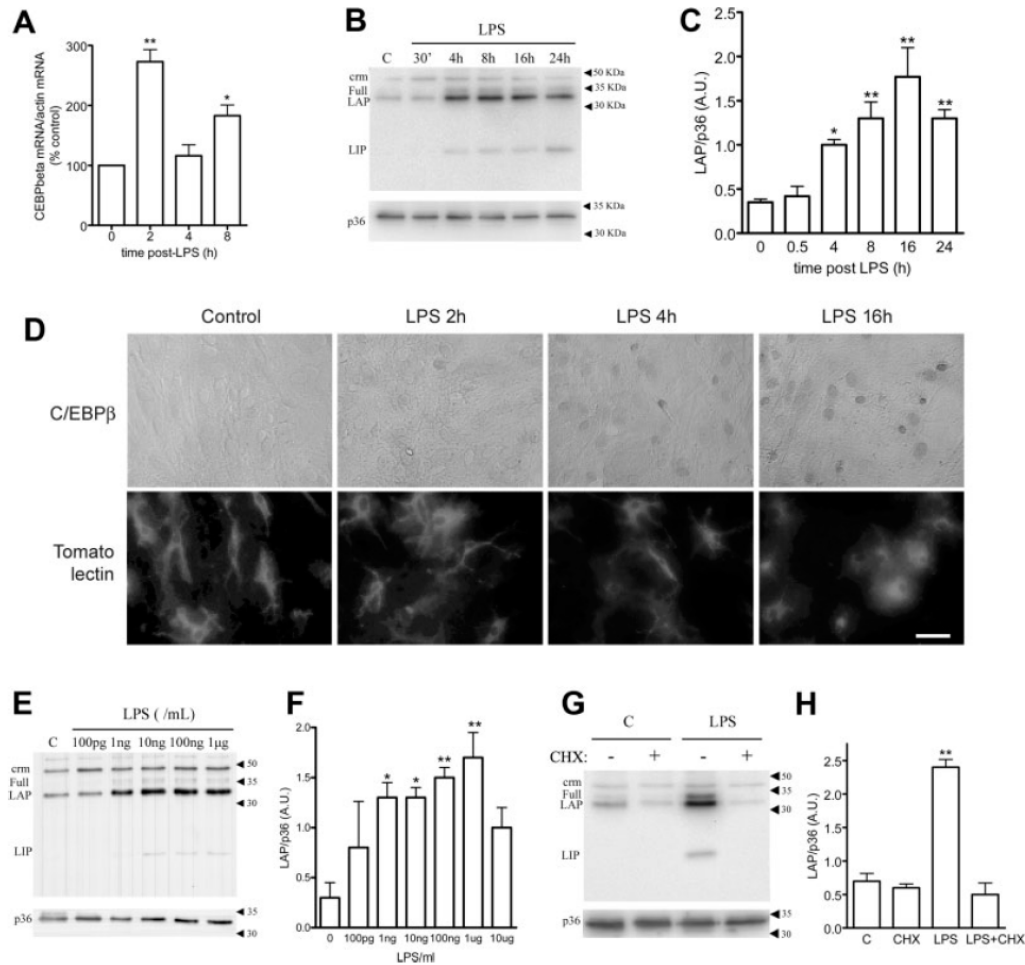 A
CEBPbeta mRNA/actin mRNA
(% control)
300
200
100
0
**
*
0 2 4 8
time post-LPS (h)
B
LPS
C 30’ 4h 8h 16h 24h
crm
Full
LAP
LIP
p36
◄ 50 KDa
◄ 35 KDa
◄ 30 KDa
◄ 35 KDa
◄ 30 KDa
C
LAP/p36 (A.U.)
2.5
2.0
1.5
1.0
0.5
0
*
**
**
**
0 0.5 4 8 16 24
time post LPS (h)
D
Control LPS 2h LPS 4h LPS 16h
C/EBPβ
Tomato
lectin
E
LPS ( /mL)
C 100pg 1ng 10ng 100ng 1µg
crm
Full
LAP
LIP
p36
◄ 50
◄ 35
◄ 30
◄ 35
◄ 30
F
LAP/p36 (A.U.)
2.0
1.5
1.0
0.5
0.0
* * ** **
0 100pg 1ng 10ng 100ng 1ug 10ug
LPS/ml
G
C LPS
CHX: - + - +
Full
LAP
LIP
p36
crm
◄ 50
◄ 35
◄ 30
◄ 35
◄ 30
H
LAP/p36 (A.U.)
3.0
2.5
2.0
1.5
1.0
0.5
0
**
C CHX LPS LPS+CHX